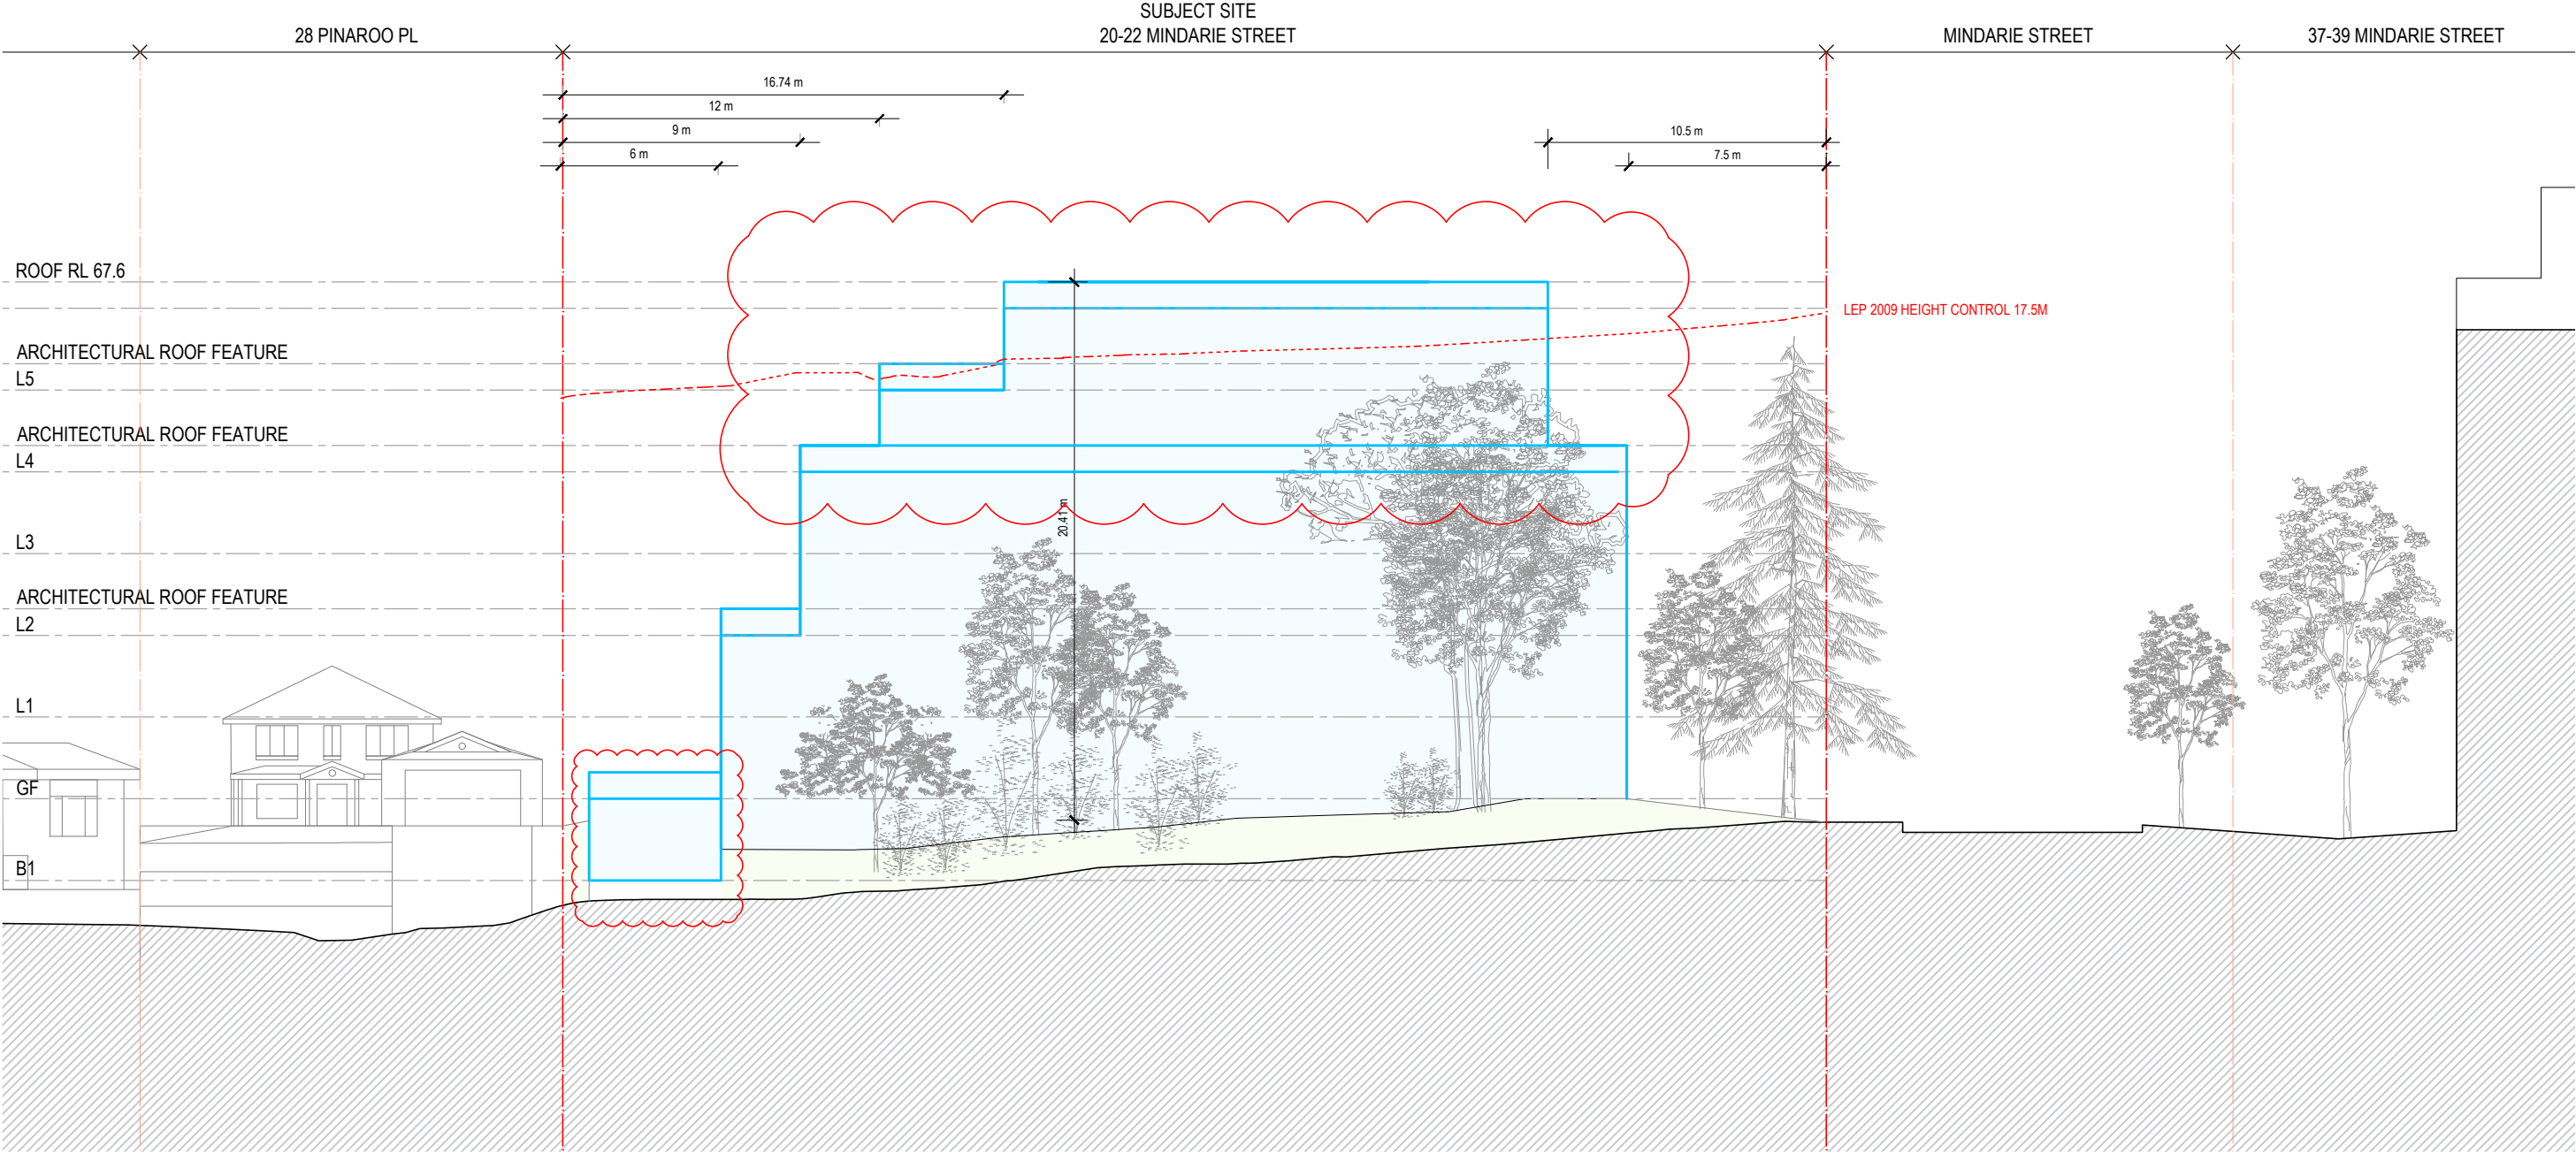 SUBJECT SITE
28 PINAROO PL
20-22 MINDARIE STREET
MINDARIE STREET
37-39 MINDARIE STREET
16.74 m
12 m
9 m
10.5 m
6 m
7.5 m
ROOF RL 67.6
LEP 2009 HEIGHT CONTROL 17.5M
ARCHITECTURAL ROOF FEATURE
L5
ARCHITECTURAL ROOF FEATURE
L4
20.41 m
L3
ARCHITECTURAL ROOF FEATURE
L2
L1
GF
B1